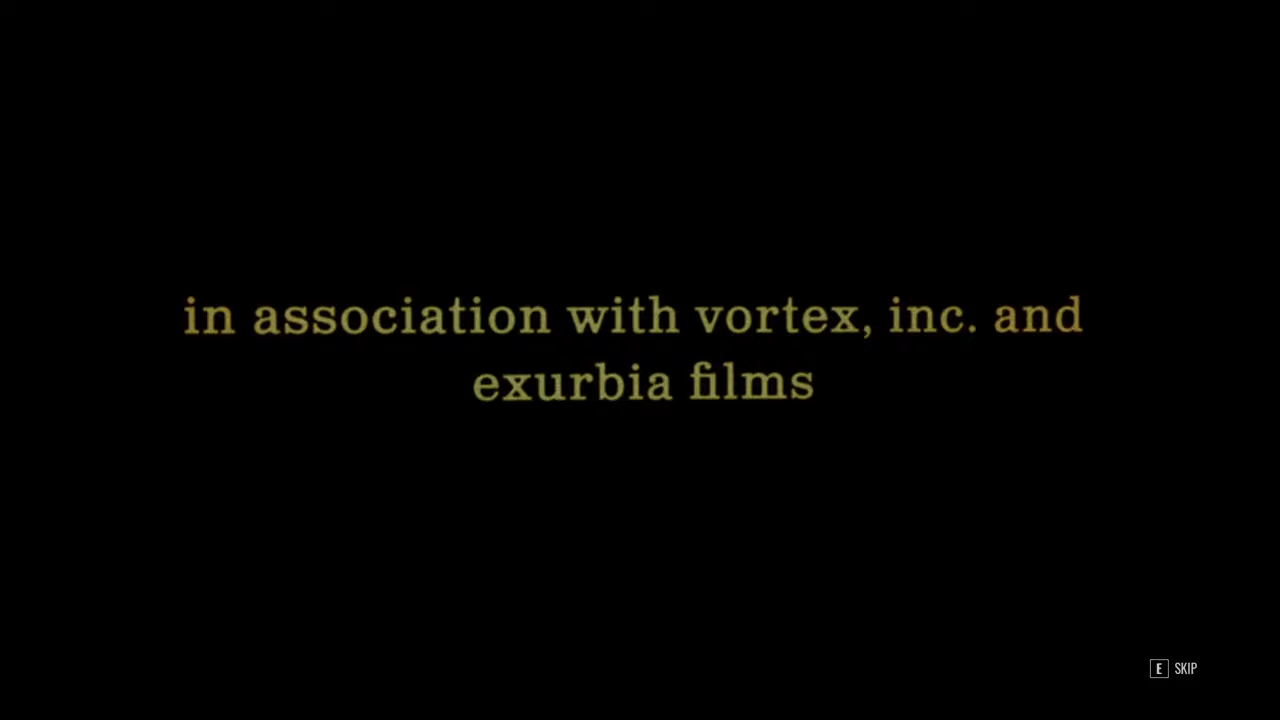 in association with vortex, inc. and
exurbia films
E SKIP